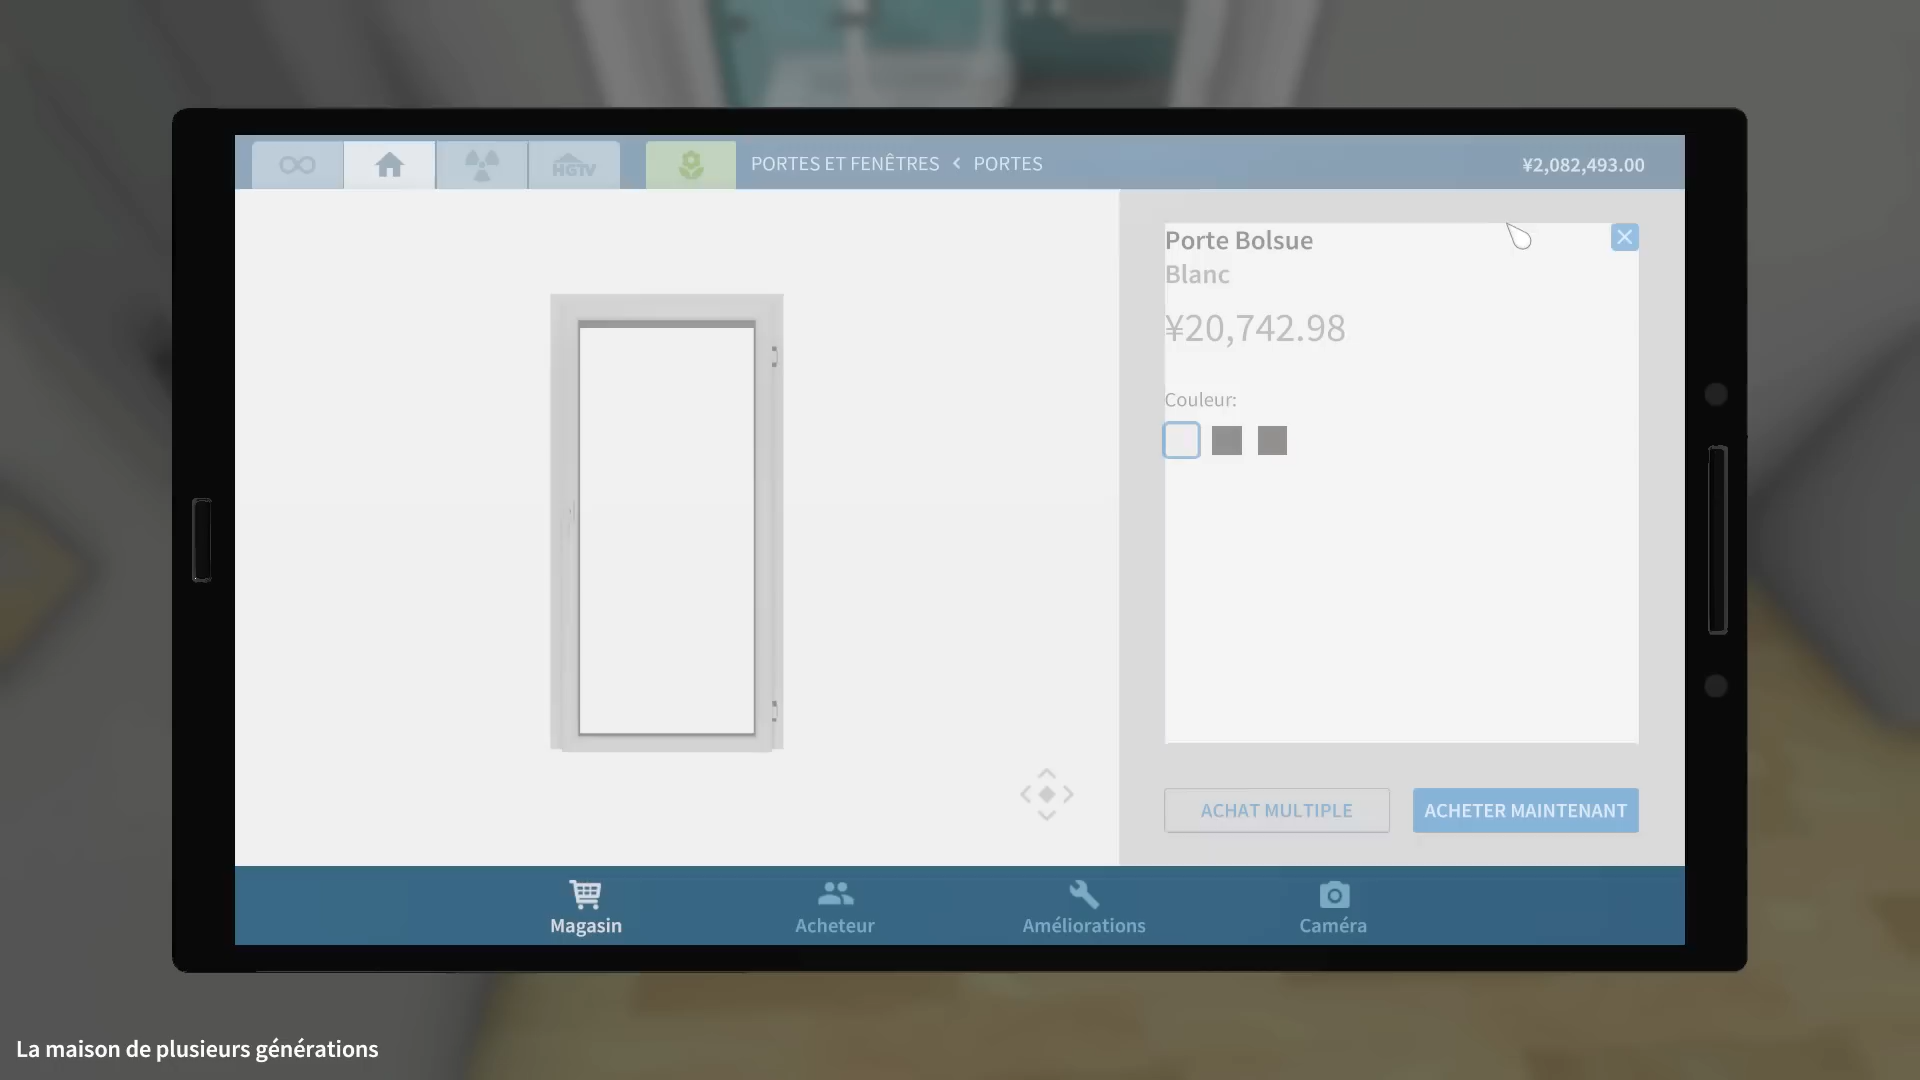 HGTV
PORTES ET FENÊTRES < PORTES
¥2,082,493.00
Porte Bolsue
Blanc
¥20,742.98
Couleur:
ACHAT MULTIPLE
ACHETER MAINTENANT
Magasin
Acheteur
Améliorations
Caméra
La maison de plusieurs générations